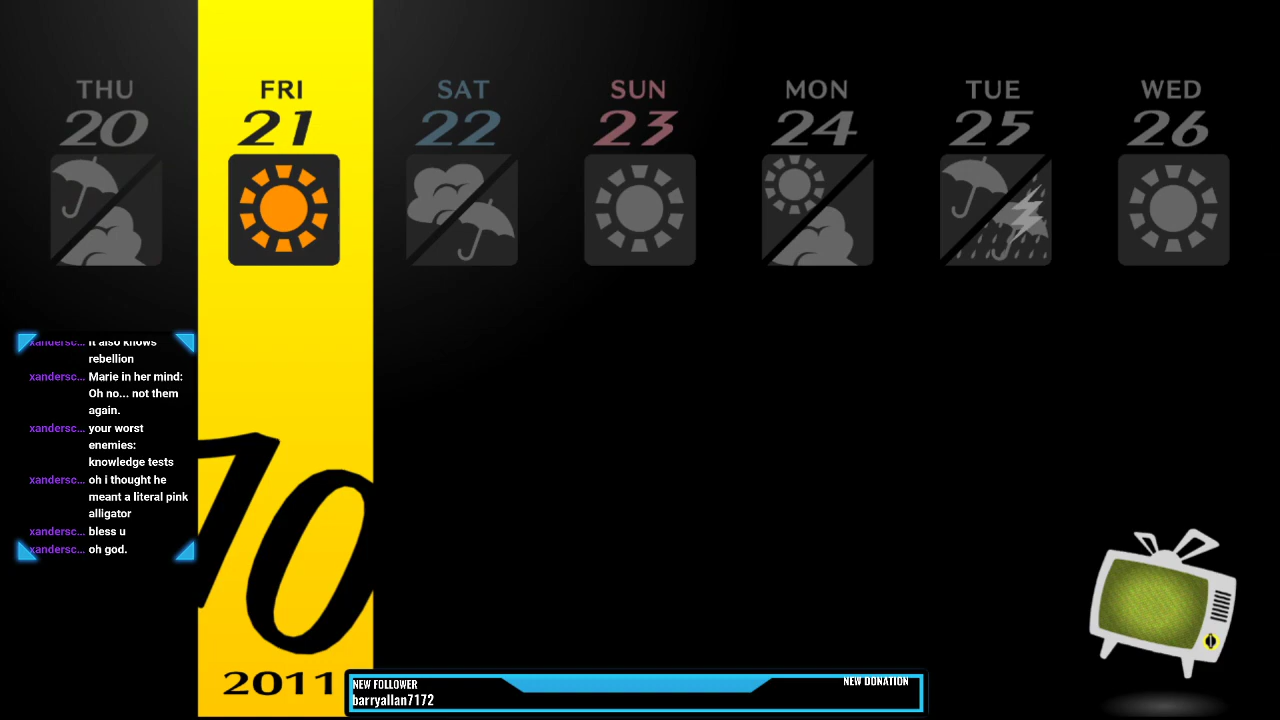 THU
20
FRI
21
SAT
22
SUN
23
MON
24
TUE
25
WED
26
xandersc... it also knows
rebellion
xandersc... Marie in her mind:
Oh no... not them
again.
xandersc... your worst
enemies:
knowledge tests
xandersc... oh i thought he
meant a literal pink
alligator
xandersc... bless u
xandersc... oh god.
10
2011
NEW FOLLOWER
barryallan7172
NEW DONATION